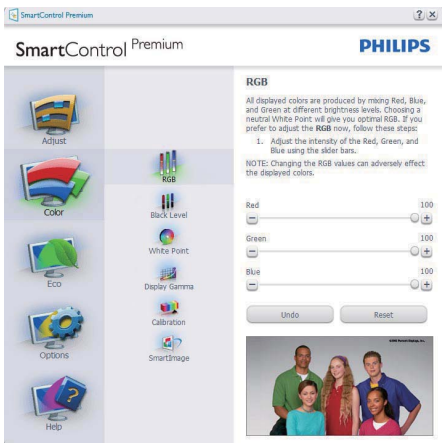 SmartControl Premium
SmartControl Premium
PHILIPS
Adjust
Color
Eco
Options
Help
RGB
Black Level
White Point
Display Gamma
Calibration
SmartImage
RGB
All displayed colors are produced by mixing Red, Blue,
and Green at different brightness levels. Choosing a
neutral White Point will give you optimal RGB. If you
prefer to adjust the RGB now, follow these steps:
1. Adjust the intensity of the Red, Green, and
Blue using the slider bars.
NOTE: Changing the RGB values can adversely effect
the displayed colors.
Red 100
Green 100
Blue 100
Undo Reset